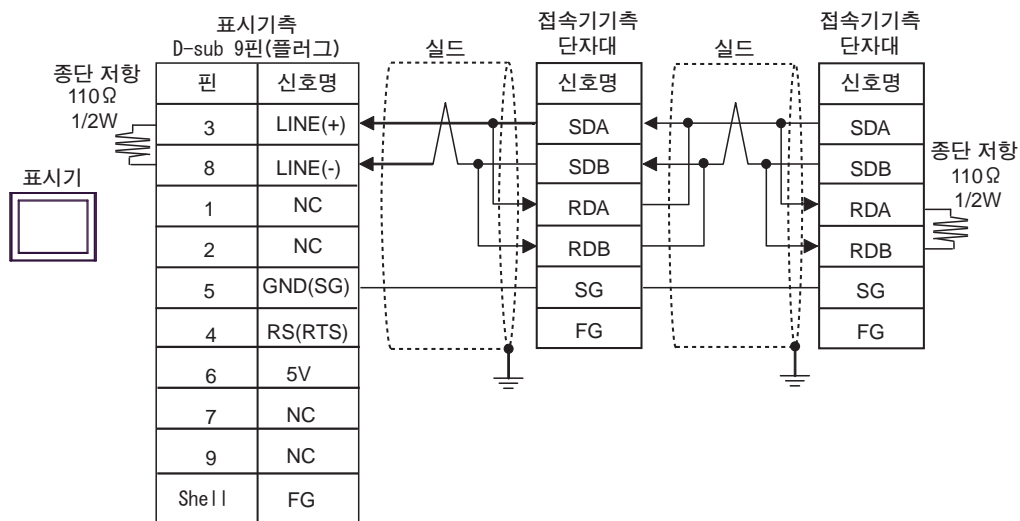 표시기측
D-sub 9핀(플러그)
실드
접속기기측
단자대
실드
접속기기측
단자대
종단 저항
110Ω
1/2W
핀 신호명
3 LINE(+)
8 LINE(-)
1 NC
2 NC
5 GND(SG)
4 RS(RTS)
6 5V
7 NC
9 NC
Shell FG
표시기
신호명
SDA
SDB
RDA
RDB
SG
FG
신호명
SDA
SDB
RDA
RDB
SG
FG
종단 저항
110Ω
1/2W